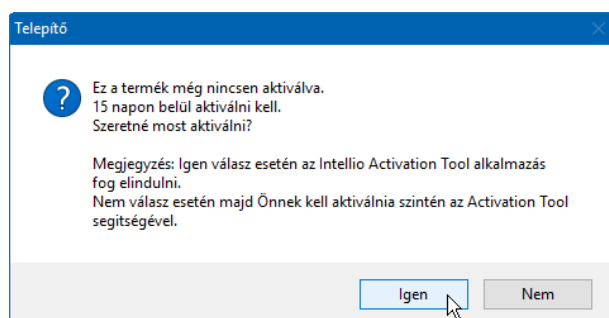 Telepítő
Ez a termék még nincsen aktiválva.
15 napon belül aktiválni kell.
Szeretné most aktiválni?
Megjegyzés: Igen válasz esetén az Intellio Activation Tool alkalmazás
fog elindulni.
Nem válasz esetén majd Önnek kell aktiválnia szintén az Activation Tool
segitségével.
Igen
Nem